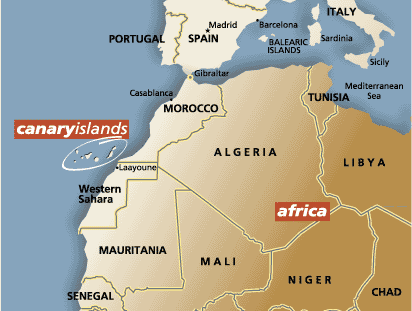 ITALY
Madrid
Barcelona
PORTUGAL
SPAIN
BALEARIC
ISLANDS
Sardinia
Sicily
Gibraltar
Mediterranean
Sea
Casablanca
TUNISIA
MOROCCO
canaryislands
ALGERIA
LIBYA
Laayoune
Western
Sahara
africa
MAURITANIA
MALI
NIGER
CHAD
SENEGAL